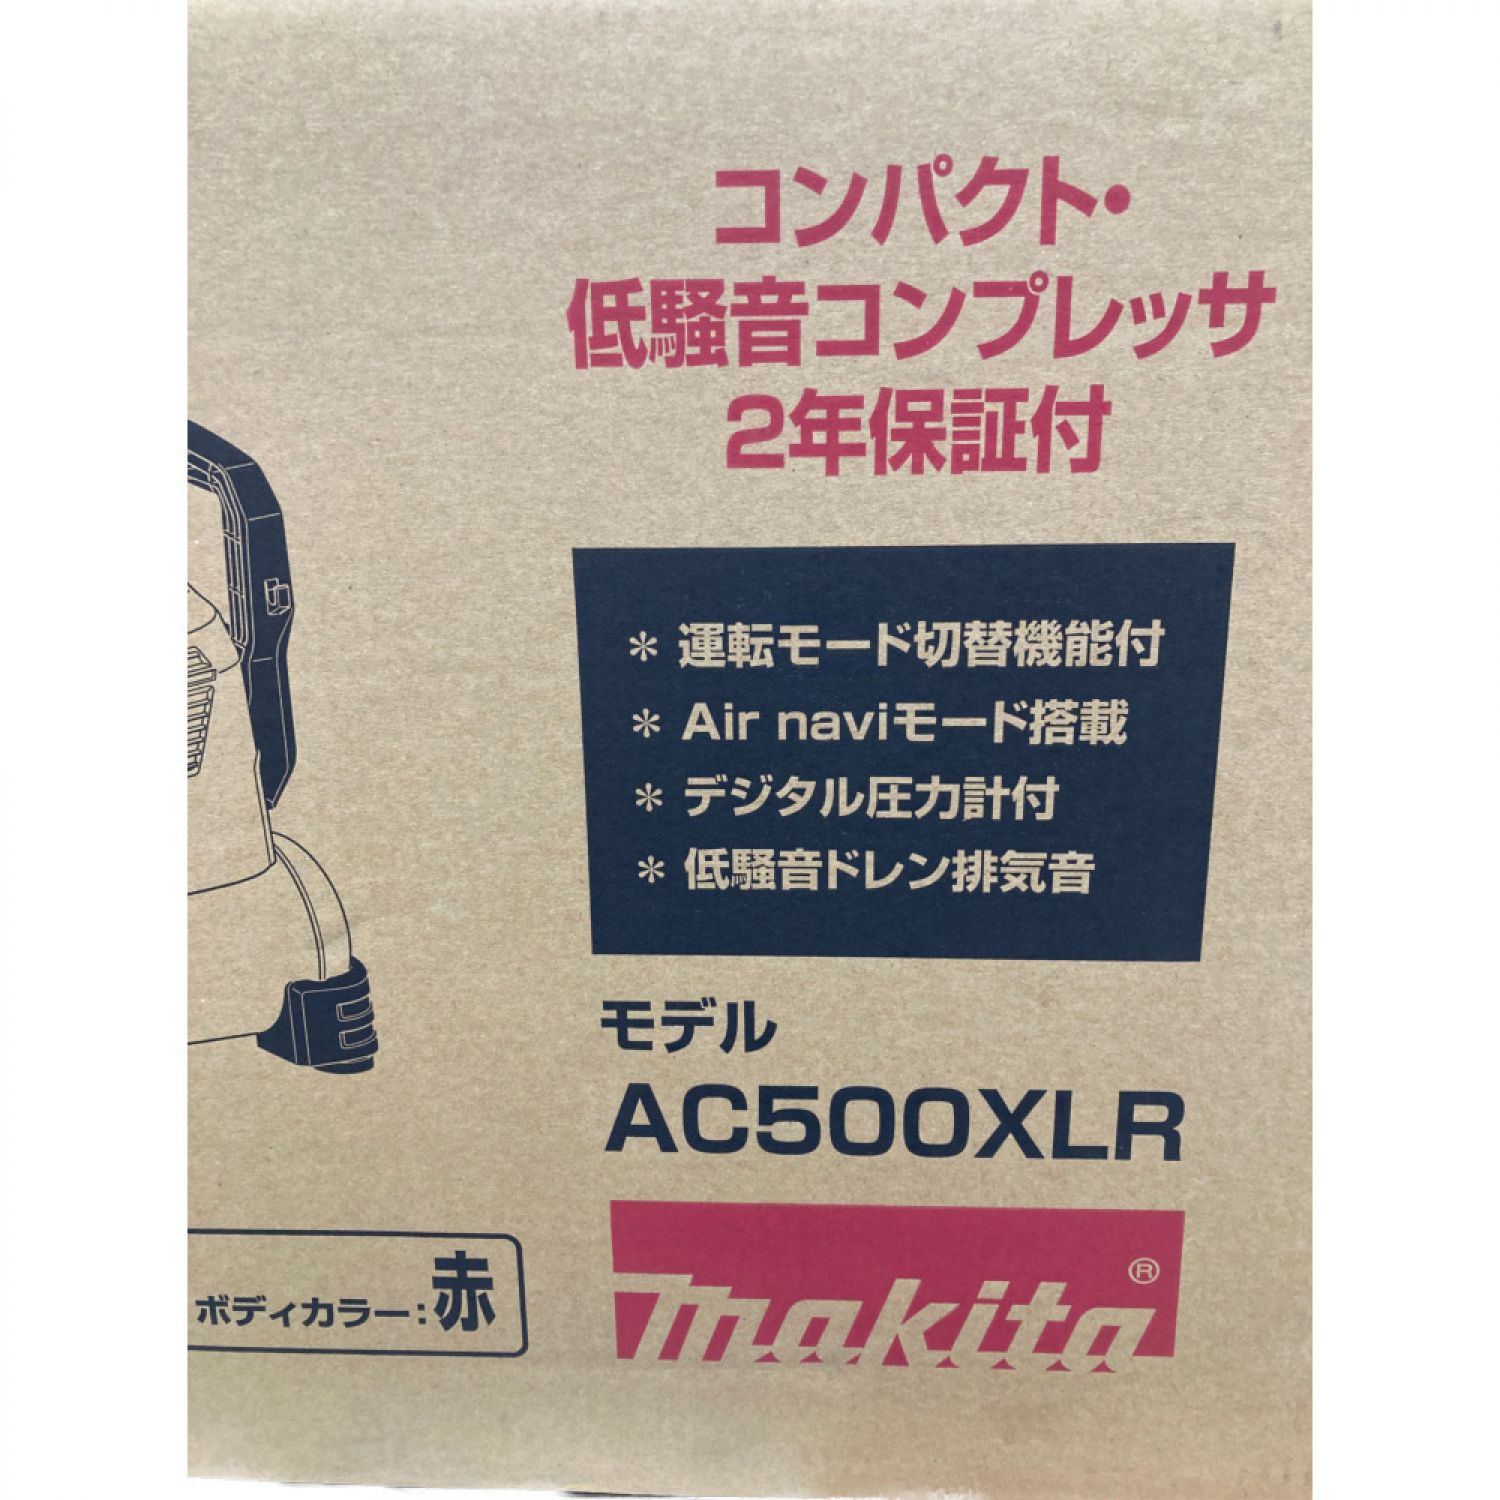 コンパクト・
低騒音コンプレッサ
2年保証付
＊ 運転モード切替機能付
＊ Air naviモード搭載
＊ デジタル圧力計付
＊ 低騒音ドレン排気音
モデル
AC500XLR
makita®
ボディカラー：赤